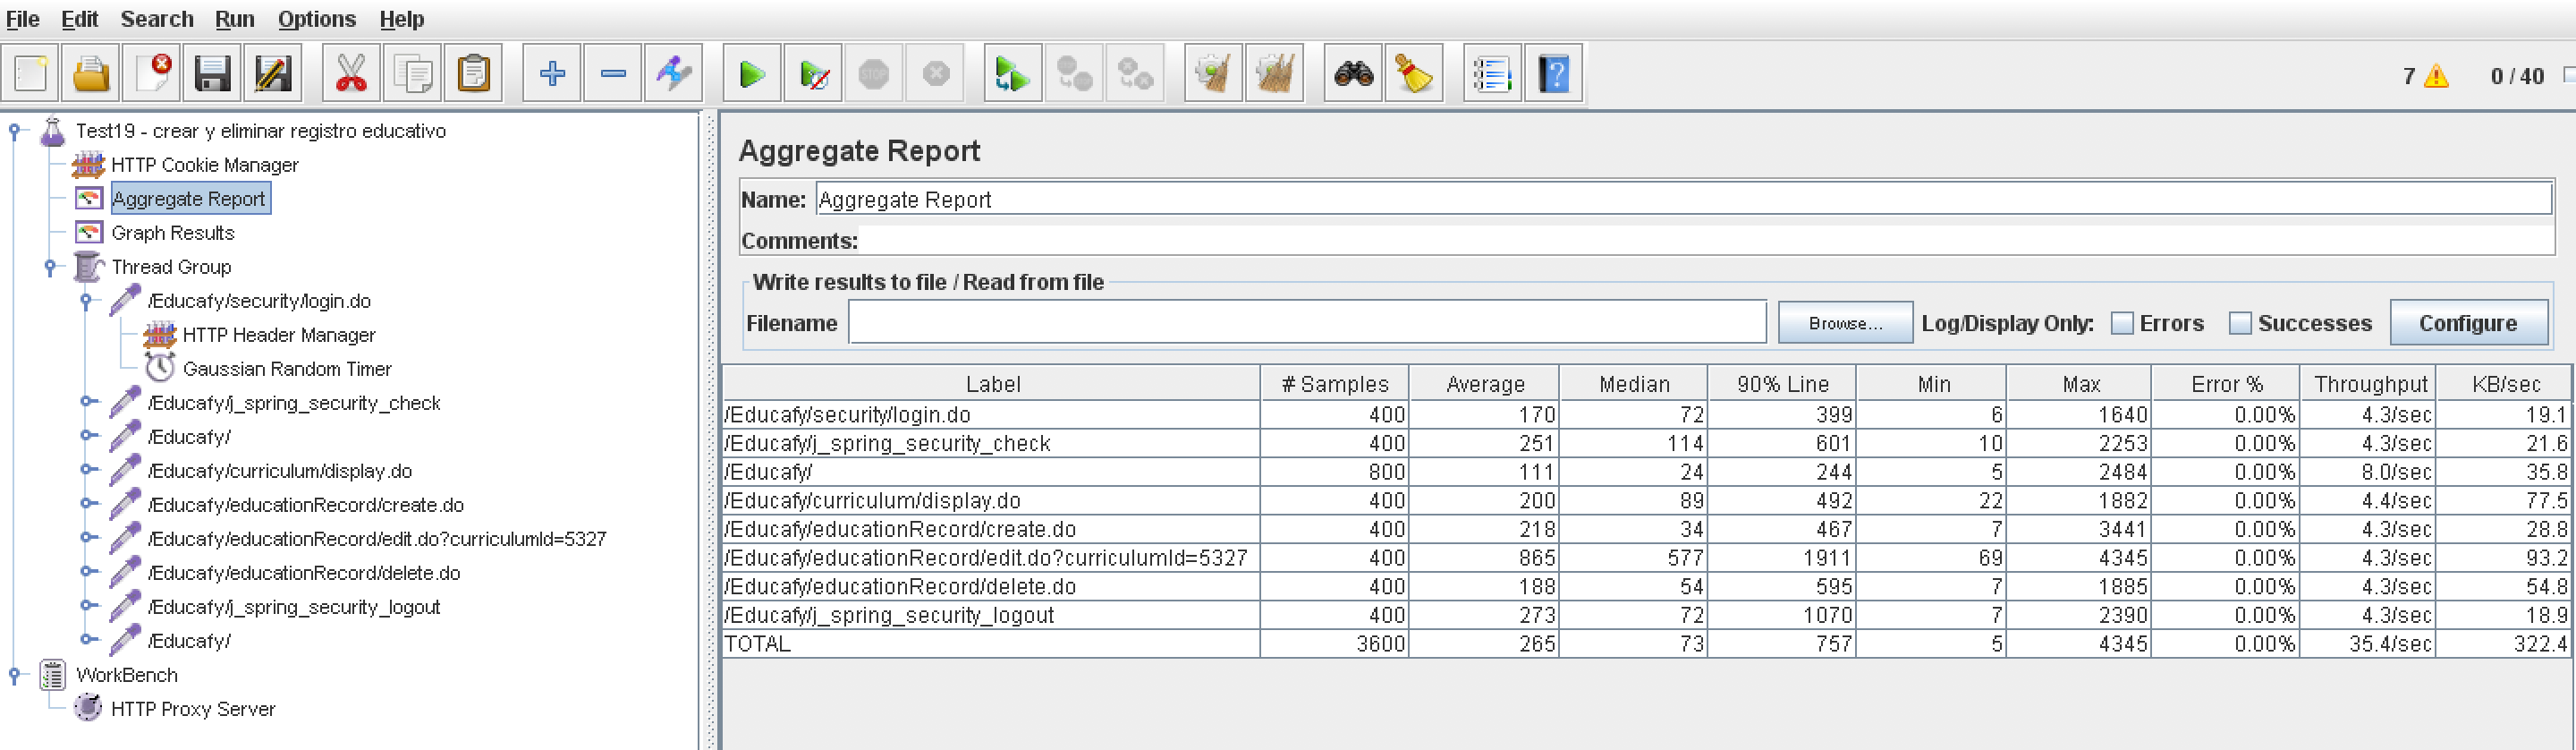 File Edit Search Run Options Help
STOP
7 0 / 40
Test19 - crear y eliminar registro educativo
HTTP Cookie Manager
Aggregate Report
Graph Results
Thread Group
/Educafy/security/login.do
HTTP Header Manager
Gaussian Random Timer
/Educafy/j_spring_security_check
/Educafy/
/Educafy/curriculum/display.do
/Educafy/educationRecord/create.do
/Educafy/educationRecord/edit.do?curriculumId=5327
/Educafy/educationRecord/delete.do
/Educafy/j_spring_security_logout
/Educafy/
WorkBench
HTTP Proxy Server
Aggregate Report
Name: Aggregate Report
Comments:
Write results to file / Read from file
Filename Browse... Log/Display Only: Errors Successes Configure
Label # Samples Average Median 90% Line Min Max Error % Throughput KB/sec
/Educafy/security/login.do 400 170 72 399 6 1640 0.00% 4.3/sec 19.1
/Educafy/j_spring_security_check 400 251 114 601 10 2253 0.00% 4.3/sec 21.6
/Educafy/ 800 111 24 244 5 2484 0.00% 8.0/sec 35.8
/Educafy/curriculum/display.do 400 200 89 492 22 1882 0.00% 4.4/sec 77.5
/Educafy/educationRecord/create.do 400 218 34 467 7 3441 0.00% 4.3/sec 28.8
/Educafy/educationRecord/edit.do?curriculumId=5327 400 865 577 1911 69 4345 0.00% 4.3/sec 93.2
/Educafy/educationRecord/delete.do 400 188 54 595 7 1885 0.00% 4.3/sec 54.8
/Educafy/j_spring_security_logout 400 273 72 1070 7 2390 0.00% 4.3/sec 18.9
TOTAL 3600 265 73 757 5 4345 0.00% 35.4/sec 322.4